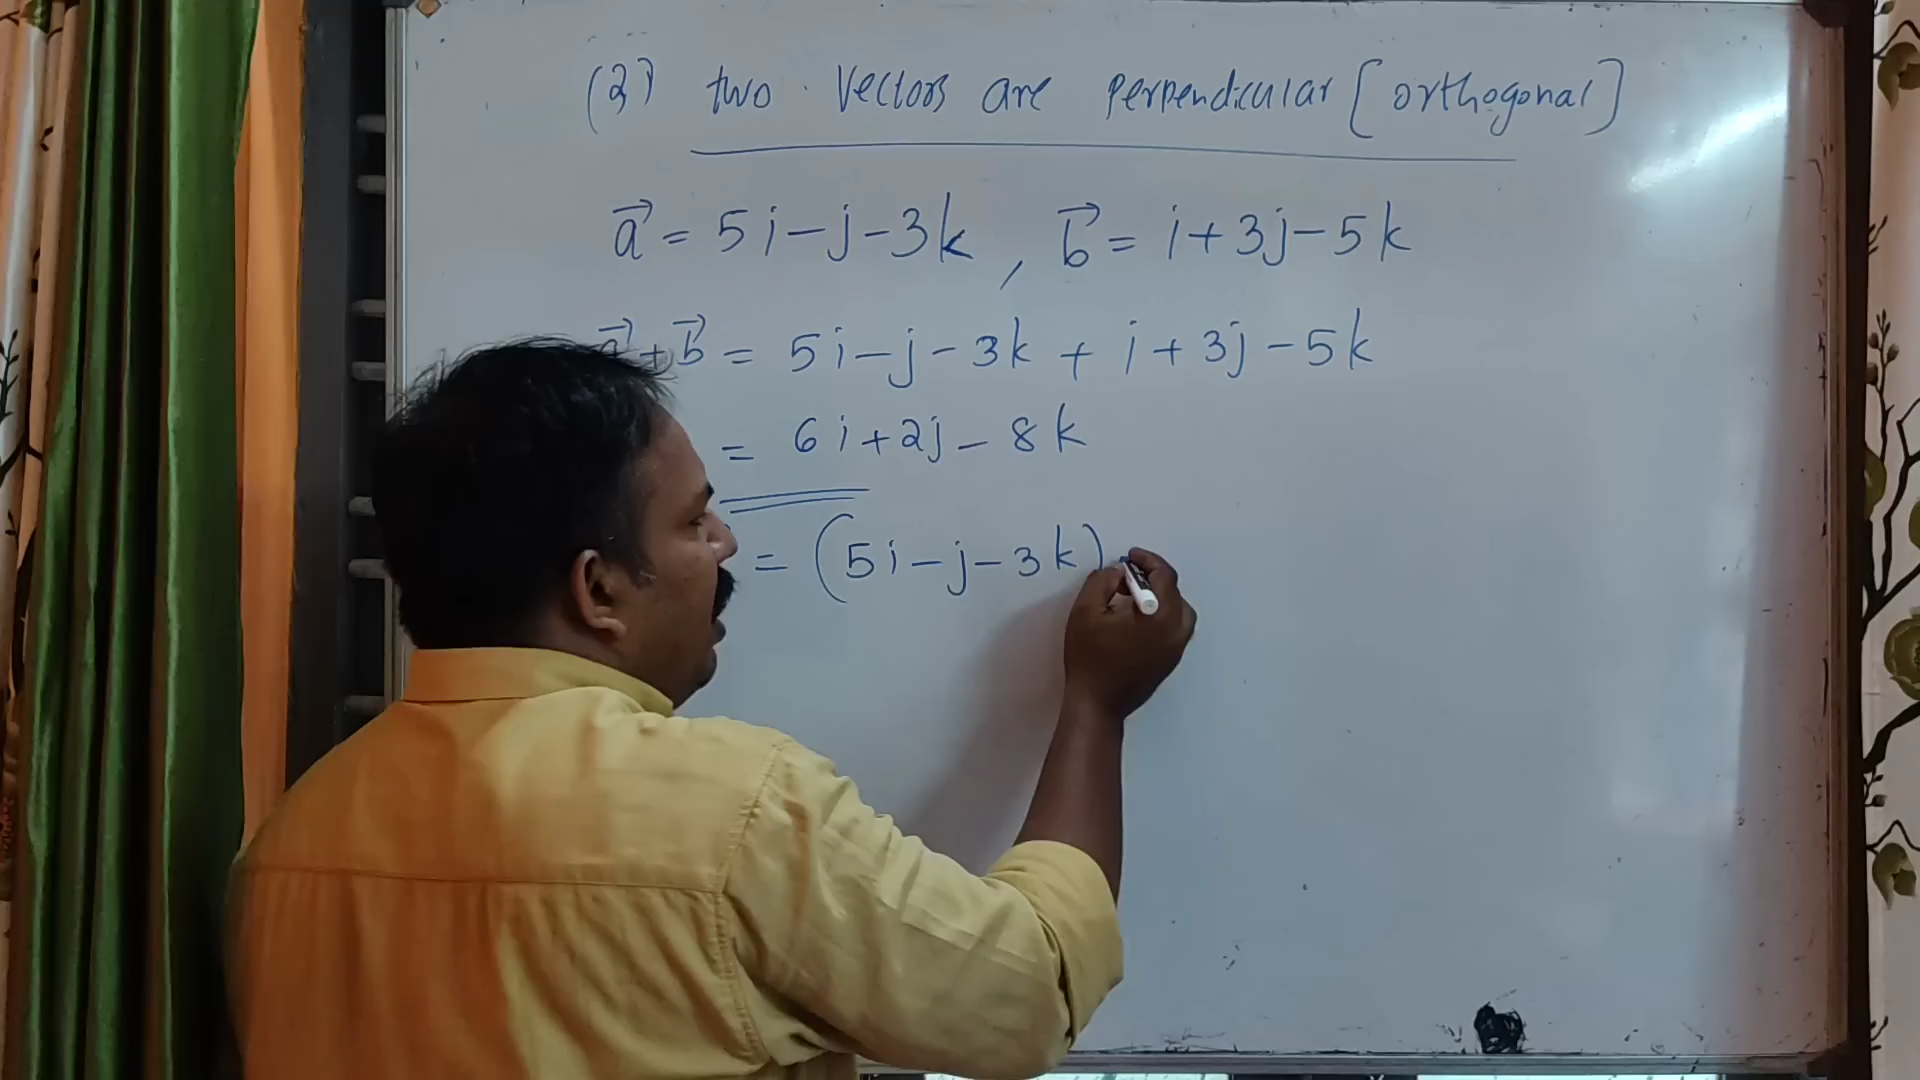 (2) two vectors are perpendicular [orthogonal]
a⃗ = 5i-j-3k, b⃗ = i+3j-5k
a⃗+b⃗ = 5i-j-3k + i+3j-5k
= 6i+2j-8k
= (5i-j-3k)